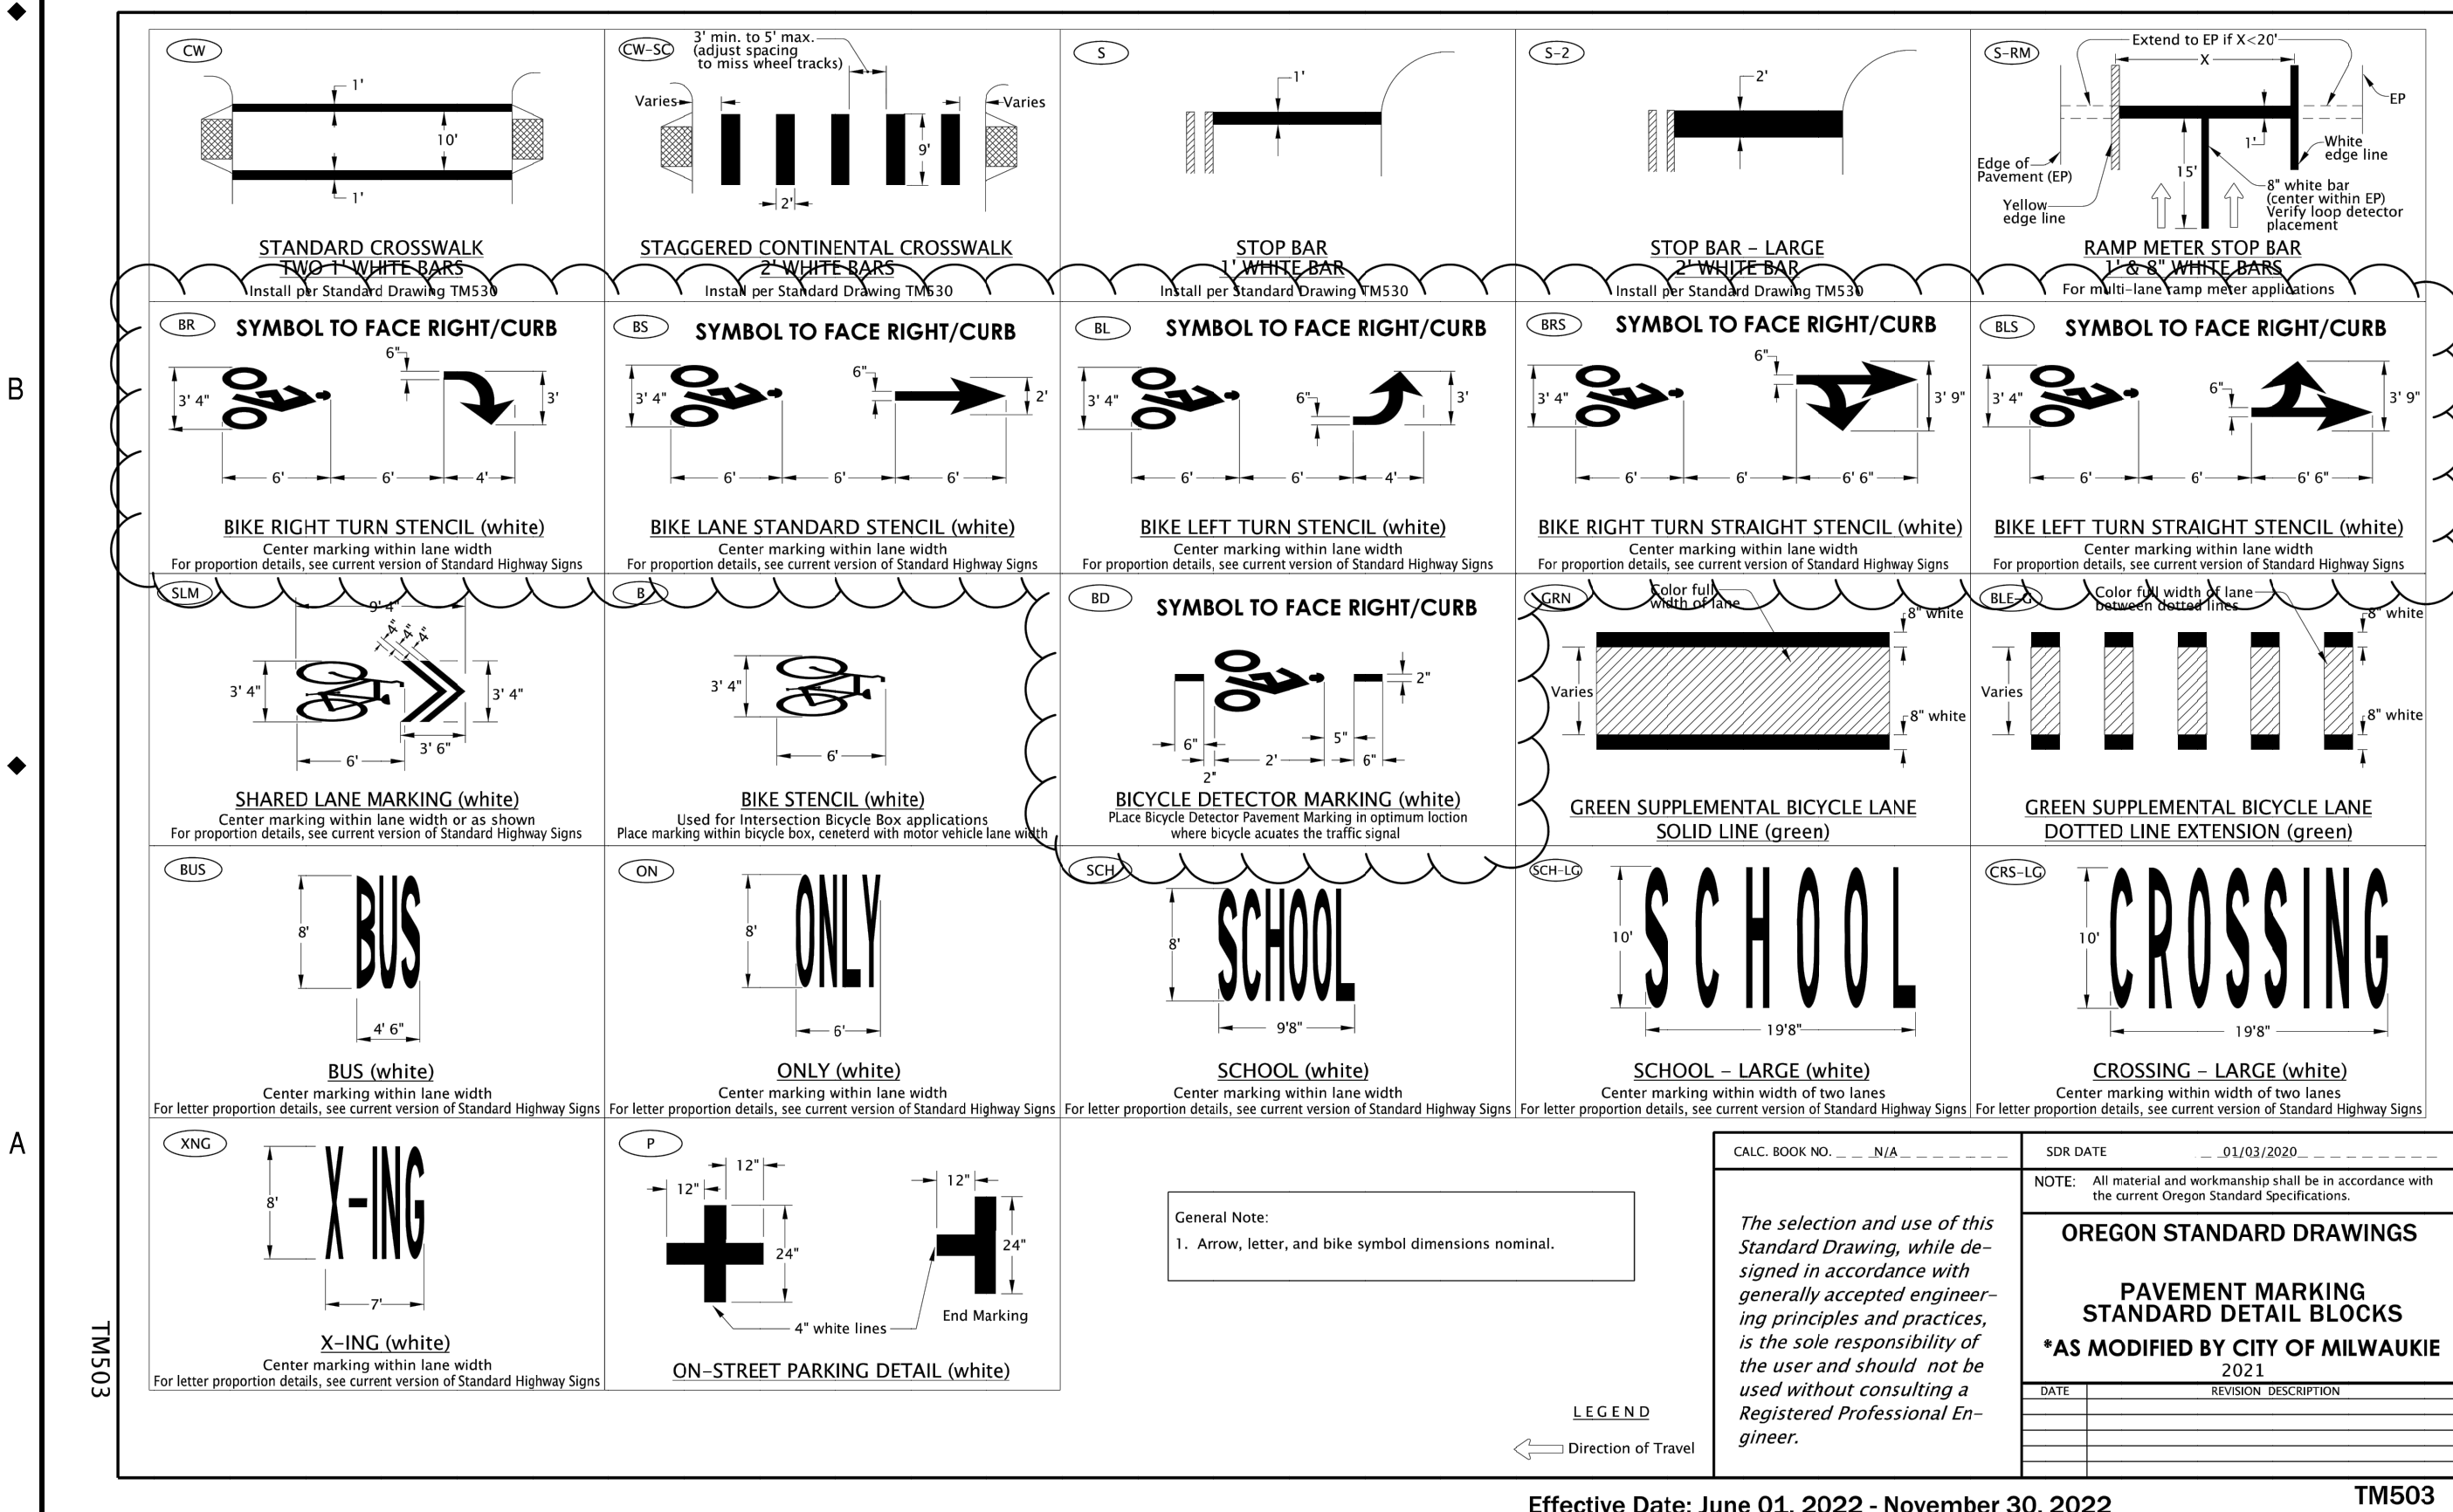 CW
1'
10'
1'
STANDARD CROSSWALK
TWO 1' WHITE BARS
Install per Standard Drawing TM530
CW-SC
3' min. to 5' max.
(adjust spacing
to miss wheel tracks)
Varies
Varies
9'
2'
STAGGERED CONTINENTAL CROSSWALK
2' WHITE BARS
Install per Standard Drawing TM530
S
1'
STOP BAR
1' WHITE BAR
Install per Standard Drawing TM530
S-2
2'
STOP BAR - LARGE
2' WHITE BAR
Install per Standard Drawing TM530
S-RM
Extend to EP if X<20'
X
EP
1'
White
edge line
Edge of
Pavement (EP)
15'
8" white bar
(center within EP)
Verify loop detector
placement
Yellow
edge line
RAMP METER STOP BAR
1' & 8" WHITE BARS
For multi-lane ramp meter applications
B
BR
SYMBOL TO FACE RIGHT/CURB
6"
3' 4"
3'
6'
6'
4'
BIKE RIGHT TURN STENCIL (white)
Center marking within lane width
For proportion details, see current version of Standard Highway Signs
BS
SYMBOL TO FACE RIGHT/CURB
6"
3' 4"
2'
6'
6'
6'
BIKE LANE STANDARD STENCIL (white)
Center marking within lane width
For proportion details, see current version of Standard Highway Signs
BL
SYMBOL TO FACE RIGHT/CURB
3' 4"
6"
3'
6'
6'
4'
BIKE LEFT TURN STENCIL (white)
Center marking within lane width
For proportion details, see current version of Standard Highway Signs
BRS
SYMBOL TO FACE RIGHT/CURB
6"
3' 4"
3' 9"
6'
6'
6' 6"
BIKE RIGHT TURN STRAIGHT STENCIL (white)
Center marking within lane width
For proportion details, see current version of Standard Highway Signs
BLS
SYMBOL TO FACE RIGHT/CURB
6"
3' 4"
3' 9"
6'
6'
6' 6"
BIKE LEFT TURN STRAIGHT STENCIL (white)
Center marking within lane width
For proportion details, see current version of Standard Highway Signs
SLM
9' 4"
4"
4"
4"
3' 4"
3' 4"
3' 6"
6'
SHARED LANE MARKING (white)
Center marking within lane width or as shown
For proportion details, see current version of Standard Highway Signs
B
3' 4"
6'
BIKE STENCIL (white)
Used for Intersection Bicycle Box applications
Place marking within bicycle box, ceneterd with motor vehicle lane width
BD
SYMBOL TO FACE RIGHT/CURB
2"
6"
5"
2'
6"
2"
BICYCLE DETECTOR MARKING (white)
PLace Bicycle Detector Pavement Marking in optimum loction
where bicycle acuates the traffic signal
GRN
Color full
width of lane
8" white
Varies
8" white
GREEN SUPPLEMENTAL BICYCLE LANE
SOLID LINE (green)
BLE-G
Color full width of lane
between dotted lines
8" white
Varies
8" white
GREEN SUPPLEMENTAL BICYCLE LANE
DOTTED LINE EXTENSION (green)
A
BUS
8'
BUS
4' 6"
BUS (white)
Center marking within lane width
For letter proportion details, see current version of Standard Highway Signs
ON
8'
ONLY
6'
ONLY (white)
Center marking within lane width
For letter proportion details, see current version of Standard Highway Signs
SCH
8'
SCHOOL
9'8"
SCHOOL (white)
Center marking within lane width
For letter proportion details, see current version of Standard Highway Signs
SCH-LG
10'
SCHOOL
19'8"
SCHOOL - LARGE (white)
Center marking within width of two lanes
For letter proportion details, see current version of Standard Highway Signs
CRS-LG
10'
CROSSING
19'8"
CROSSING - LARGE (white)
Center marking within width of two lanes
For letter proportion details, see current version of Standard Highway Signs
XNG
8'
X-ING
7'
X-ING (white)
Center marking within lane width
For letter proportion details, see current version of Standard Highway Signs
P
12"
12"
12"
24"
24"
End Marking
4" white lines
ON-STREET PARKING DETAIL (white)
General Note:
1. Arrow, letter, and bike symbol dimensions nominal.
LEGEND
Direction of Travel
CALC. BOOK NO. N/A
The selection and use of this
Standard Drawing, while de-
signed in accordance with
generally accepted engineer-
ing principles and practices,
is the sole responsibility of
the user and should not be
used without consulting a
Registered Professional En-
gineer.
SDR DATE 01/03/2020
NOTE: All material and workmanship shall be in accordance with
the current Oregon Standard Specifications.
OREGON STANDARD DRAWINGS
PAVEMENT MARKING
STANDARD DETAIL BLOCKS
*AS MODIFIED BY CITY OF MILWAUKIE
2021
DATE REVISION DESCRIPTION
TM503
Effective Date: June 01, 2022 - November 30, 2022
TM503